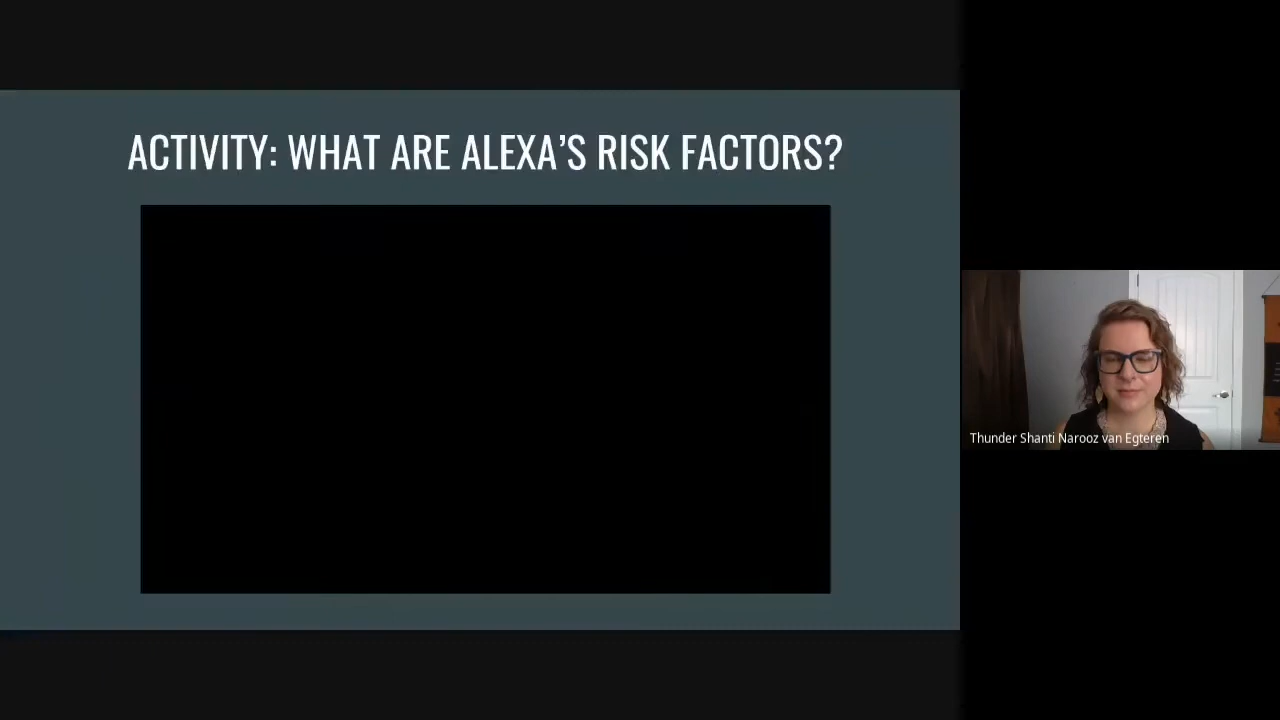 ACTIVITY: WHAT ARE ALEXA’S RISK FACTORS?
Thunder Shanti Narooz van Egteren